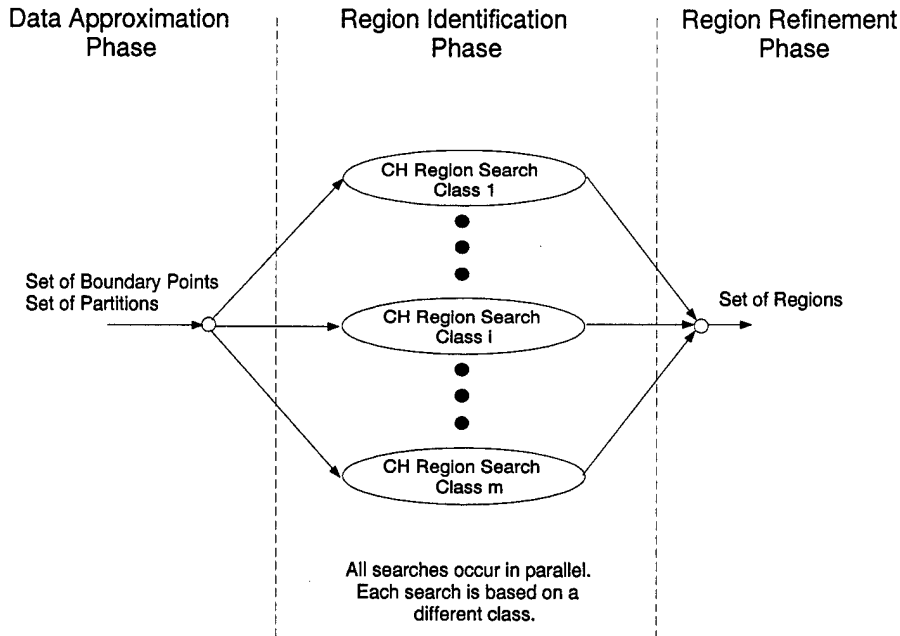 Data Approximation
Phase
Region Identification
Phase
Region Refinement
Phase
CH Region Search
Class 1
Set of Boundary Points
Set of Partitions
CH Region Search
Class i
Set of Regions
CH Region Search
Class m
All searches occur in parallel.
Each search is based on a
different class.